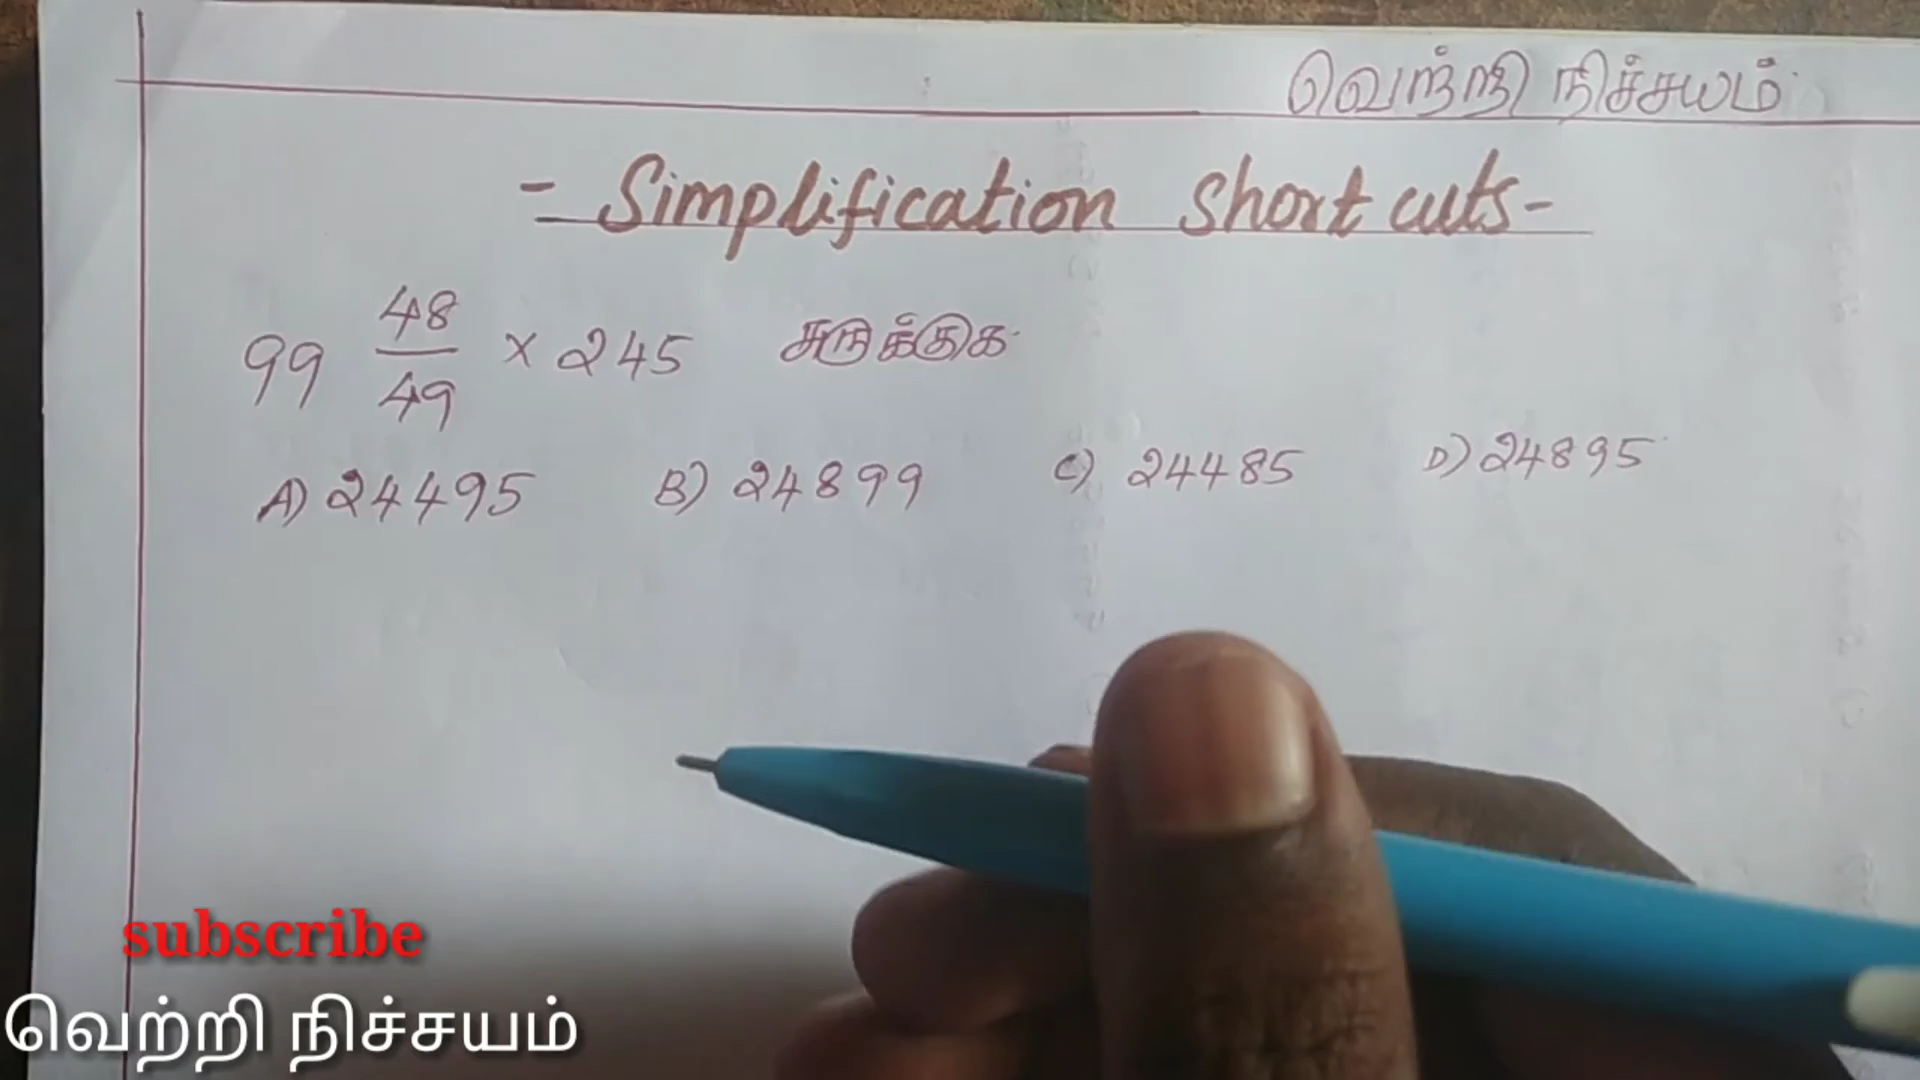 வெற்றி நிச்சயம்
- Simplification Short cuts -
99 48/49 x 245 சுருக்குக.
A) 24495 B) 24899 C) 24485 D) 24895
subscribe
வெற்றி நிச்சயம்